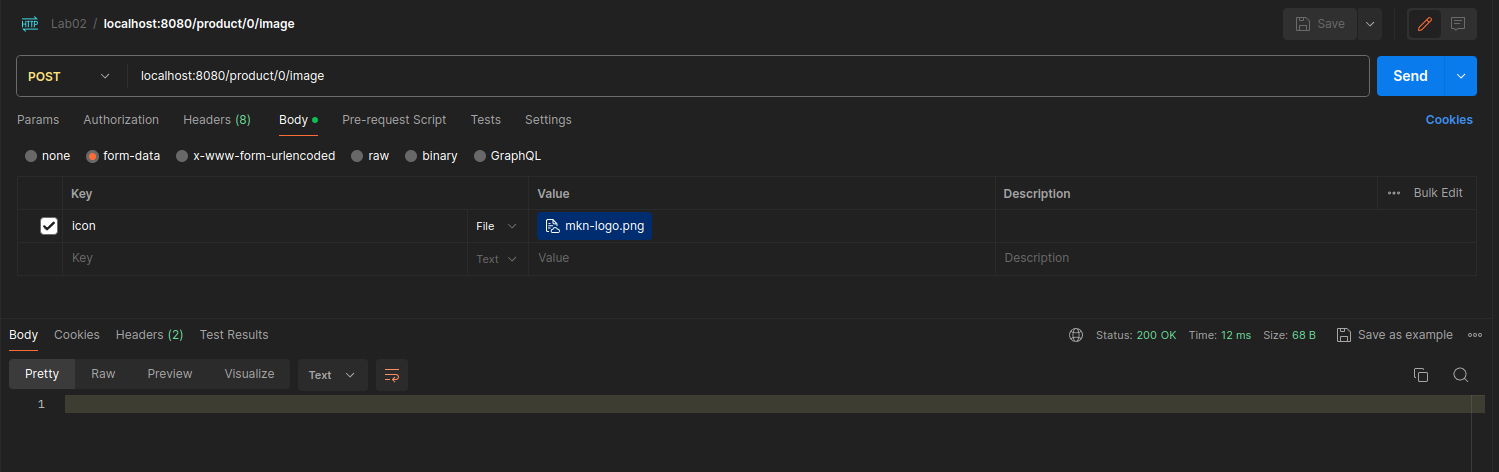 HTTP Lab02 / localhost:8080/product/0/image Save
POST localhost:8080/product/0/image Send
Params Authorization Headers (8) Body Pre-request Script Tests Settings Cookies
none form-data x-www-form-urlencoded raw binary GraphQL
Key Value Description Bulk Edit
icon File mkn-logo.png
Key Text Value Description
Body Cookies Headers (2) Test Results Status: 200 OK Time: 12 ms Size: 68 B Save as example
Pretty Raw Preview Visualize Text
1